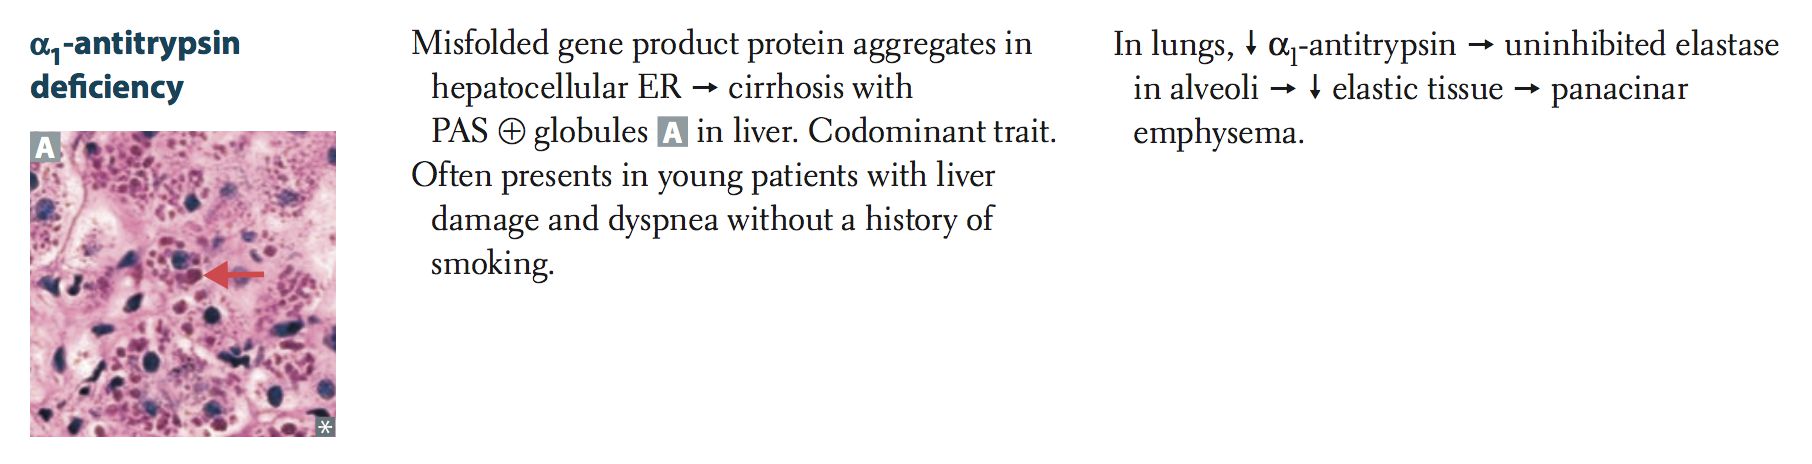 α1-antitrypsin
deficiency
A
*
Misfolded gene product protein aggregates in
hepatocellular ER → cirrhosis with
PAS ⊕ globules A in liver. Codominant trait.
Often presents in young patients with liver
damage and dyspnea without a history of
smoking.
In lungs, ↓ α1-antitrypsin → uninhibited elastase
in alveoli → ↓ elastic tissue → panacinar
emphysema.